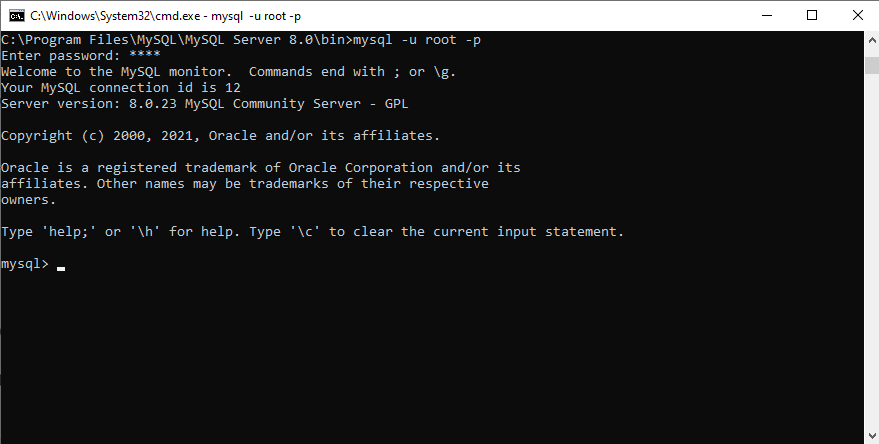 C:\Windows\System32\cmd.exe - mysql  -u root -p
C:\Program Files\MySQL\MySQL Server 8.0\bin>mysql -u root -p
Enter password: ****
Welcome to the MySQL monitor.  Commands end with ; or \g.
Your MySQL connection id is 12
Server version: 8.0.23 MySQL Community Server - GPL
Copyright (c) 2000, 2021, Oracle and/or its affiliates.
Oracle is a registered trademark of Oracle Corporation and/or its
affiliates. Other names may be trademarks of their respective
owners.
Type 'help;' or '\h' for help. Type '\c' to clear the current input statement.
mysql> _